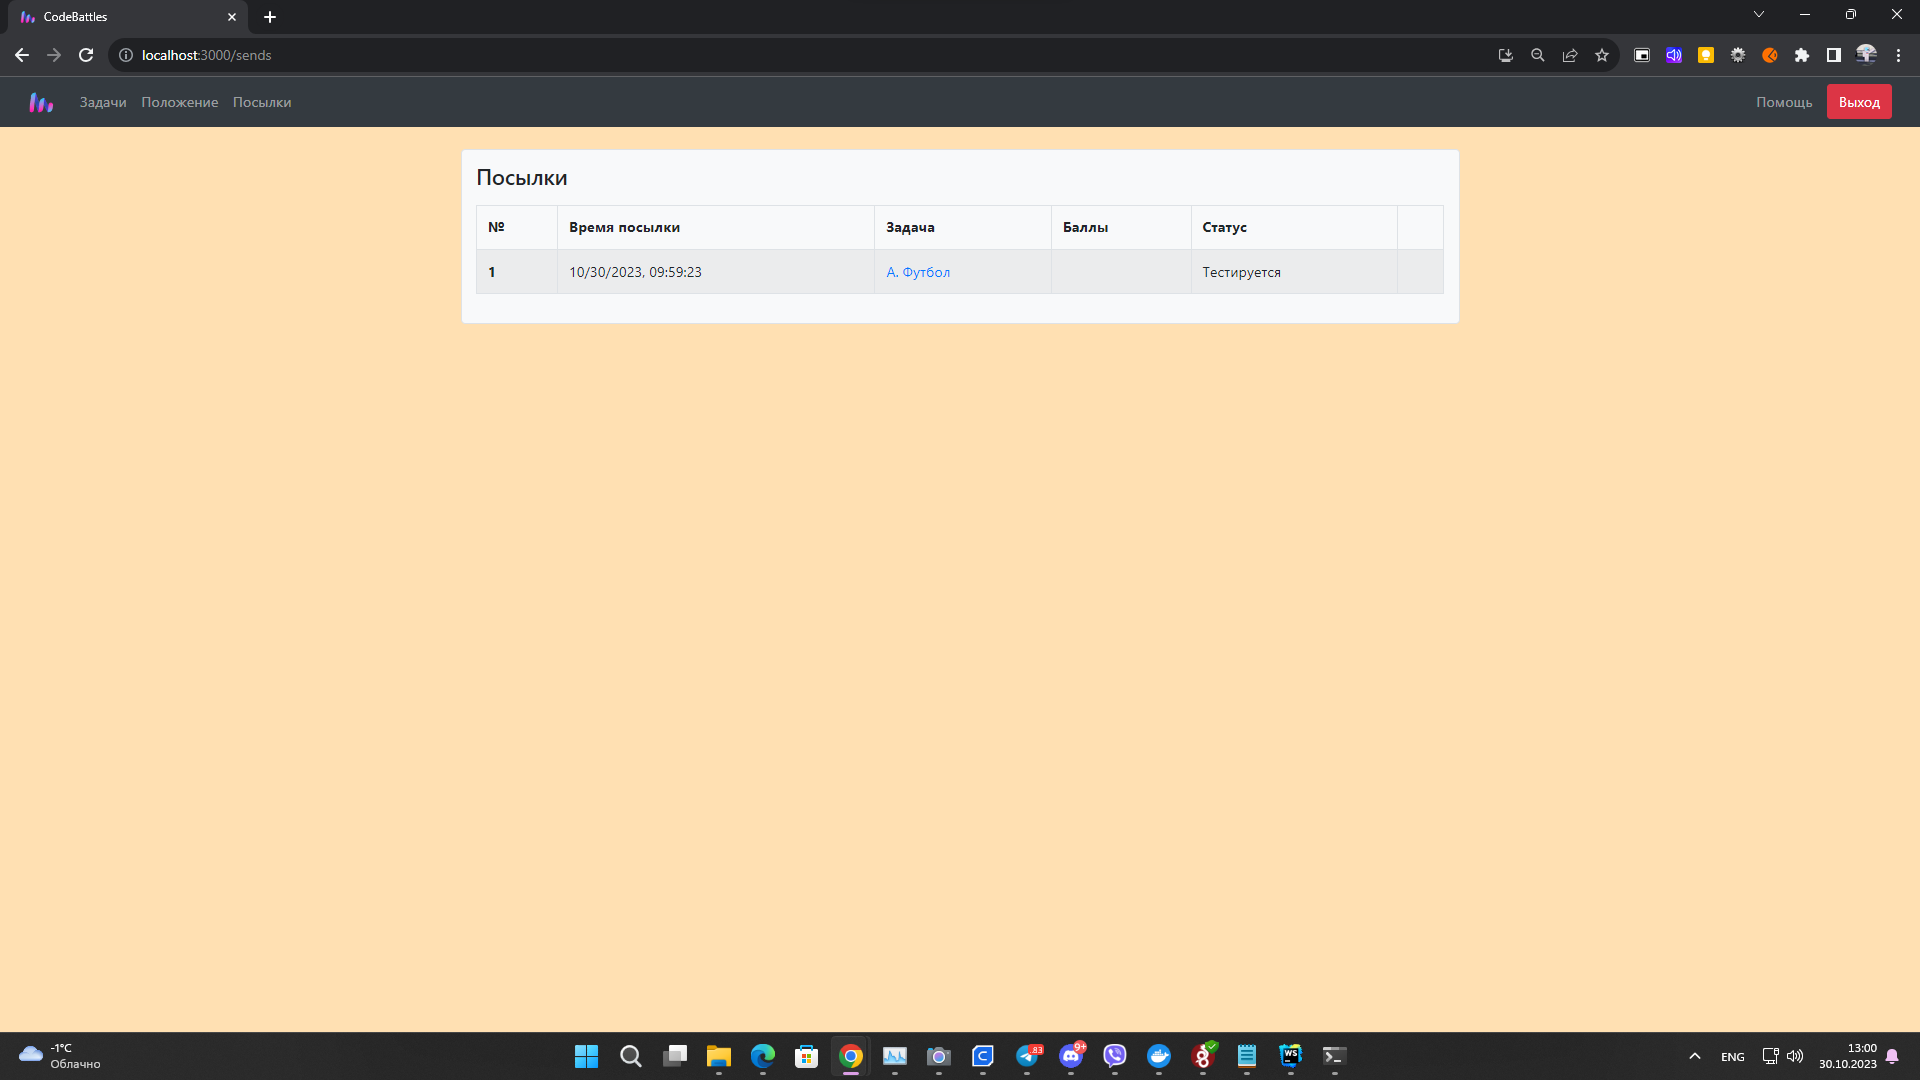 CodeBattles
localhost:3000/sends
Задачи Положение Посылки Помощь Выход
Посылки
№ Время посылки Задача Баллы Статус
1 10/30/2023, 09:59:23 А. Футбол Тестируется
-1°C
Облачно
83
9+
WS
ENG
13:00
30.10.2023